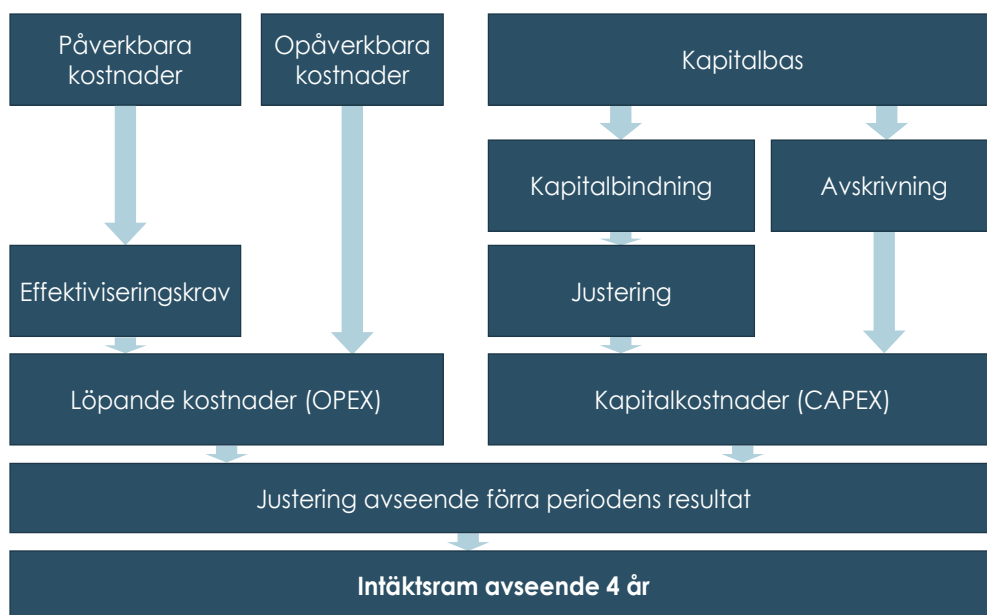 Påverkbara
kostnader
Opåverkbara
kostnader
Kapitalbas
Kapitalbindning
Avskrivning
Effektiviseringskrav
Justering
Löpande kostnader (OPEX)
Kapitalkostnader (CAPEX)
Justering avseende förra periodens resultat
Intäktsram avseende 4 år